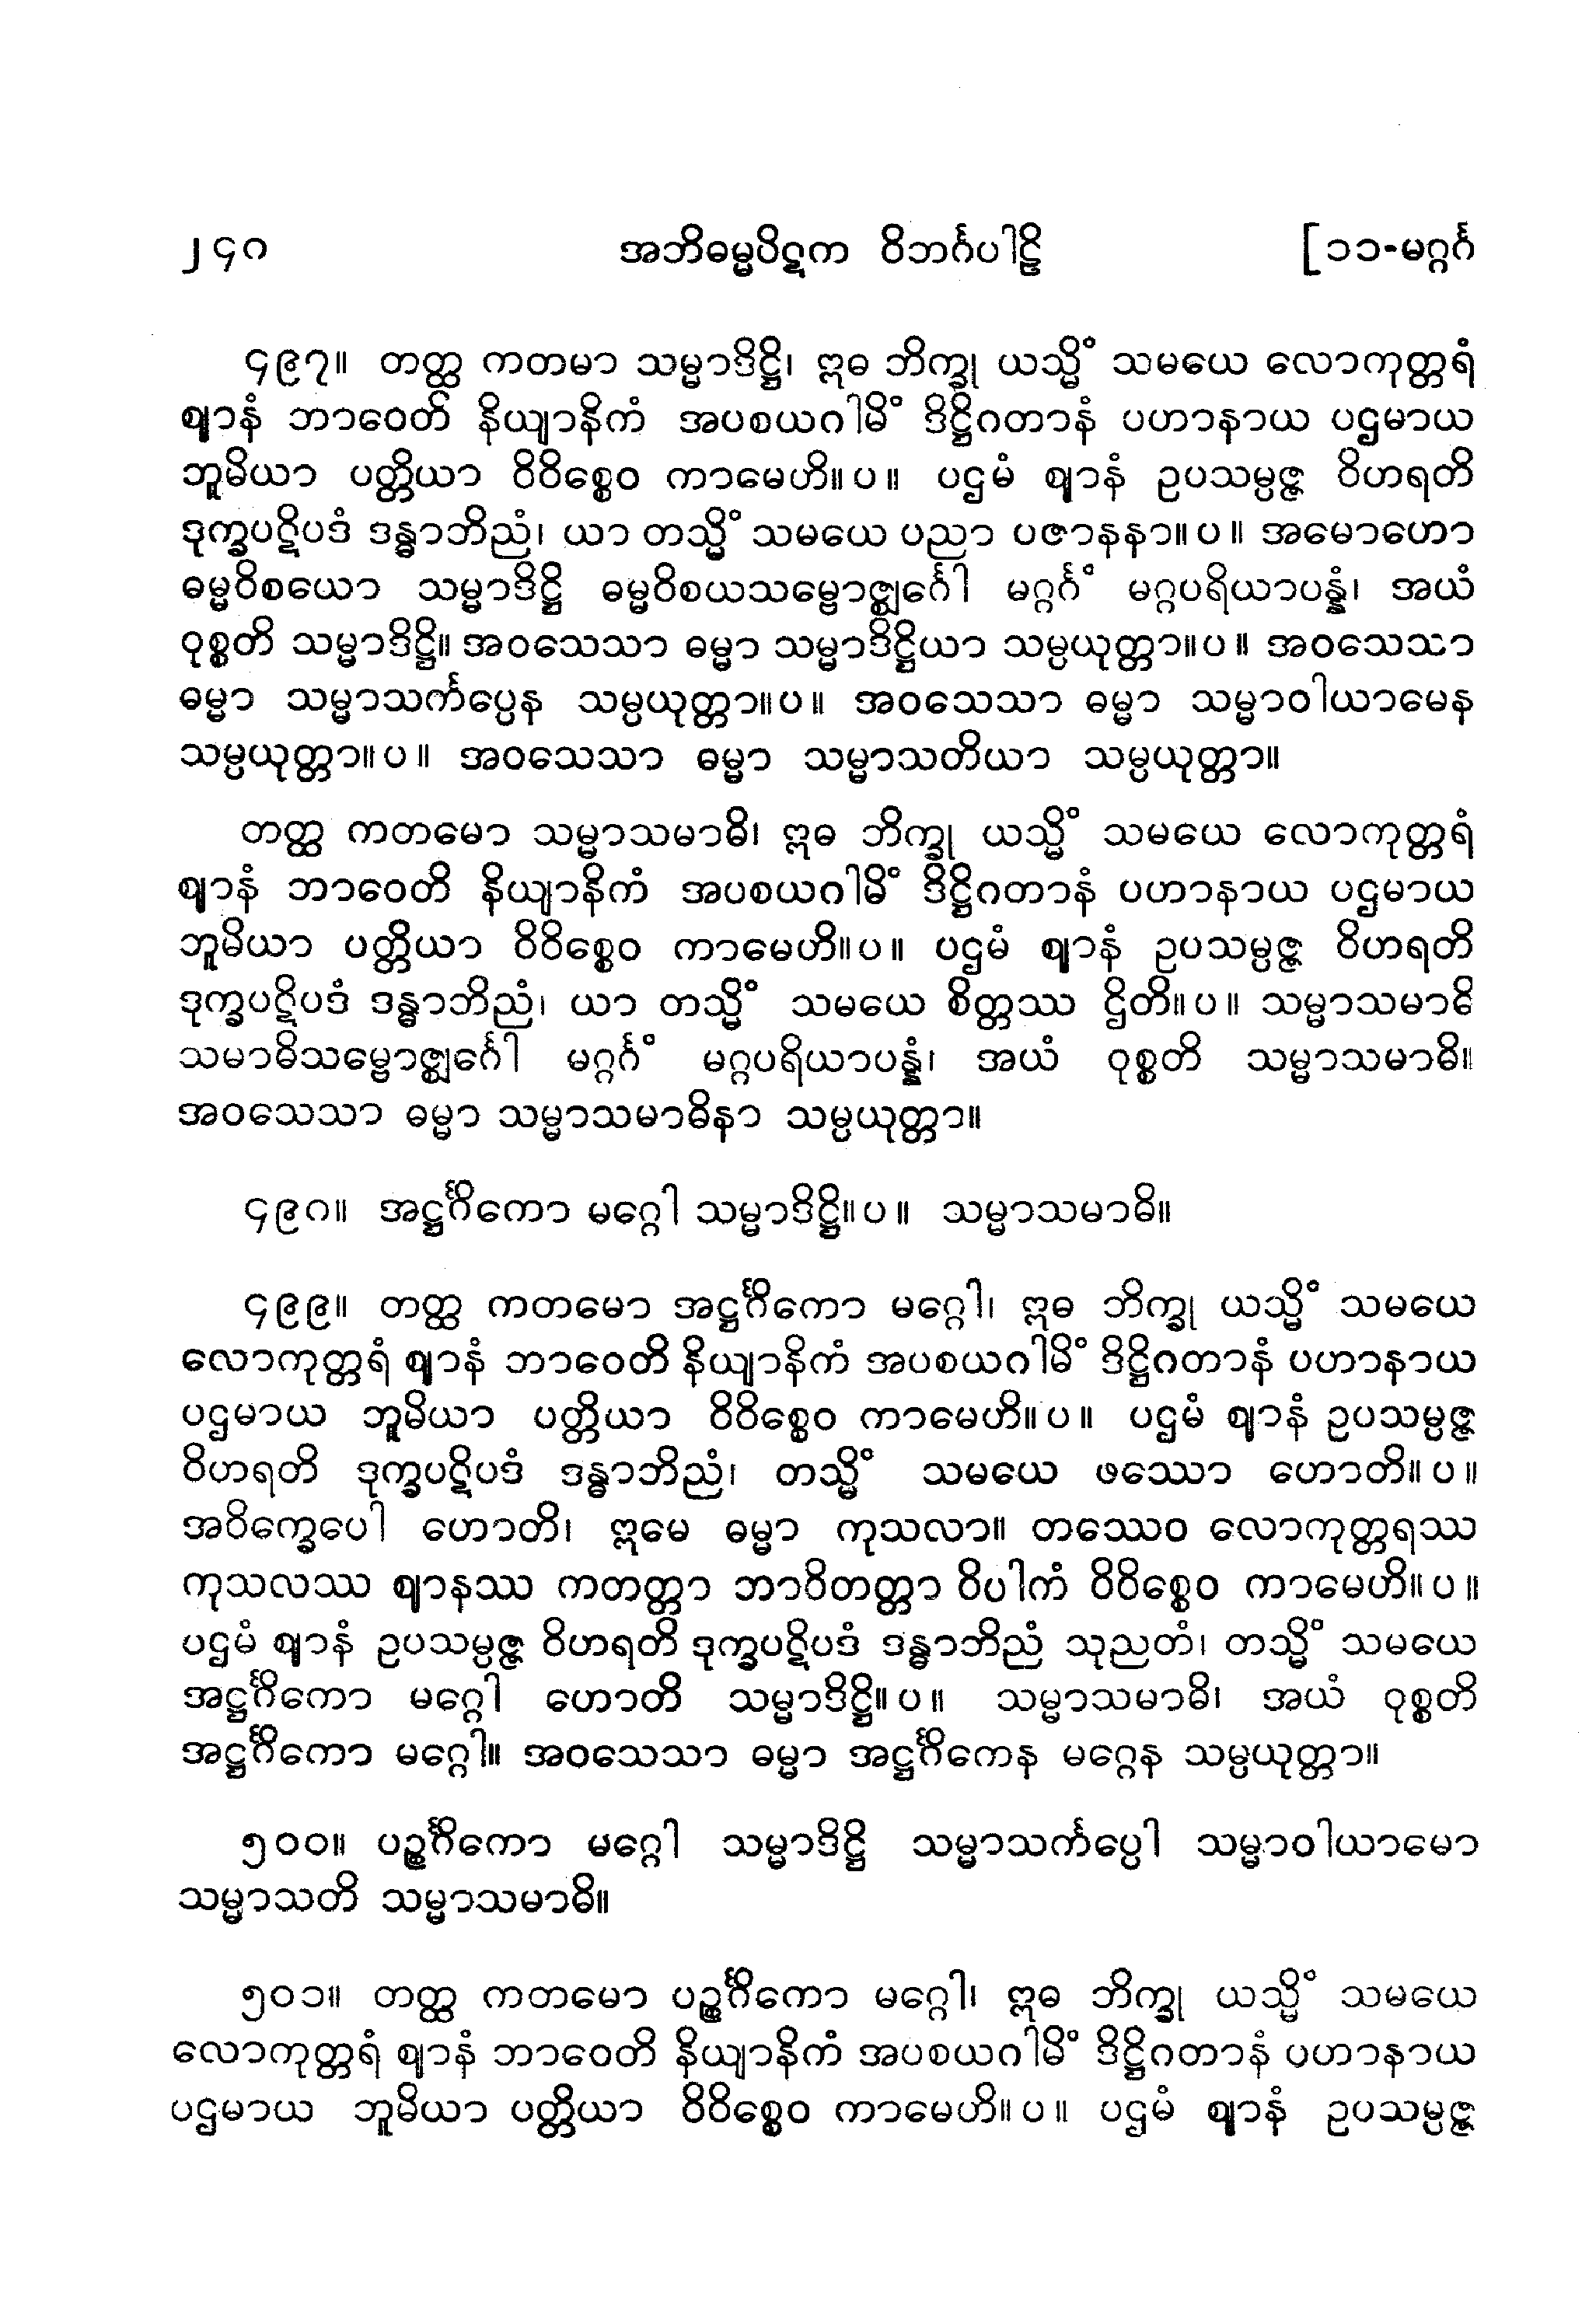 ၂၄၈ အဘိဓမ္မပိဋက ဝိဘင်္ဂပါဠိ [၁၁-မဂ္ဂင်္ဂ
၄၉၇။ တတ္ထ ကတမာ သမ္မာဒိဋ္ဌိ၊ ဣဓ ဘိက္ခု ယသ္မိံ သမယေ လောကုတ္တရံ
ဈာနံ ဘာဝေတိ နိယျာနိကံ အပစယဂါမိံ ဒိဋ္ဌိဂတာနံ ပဟာနာယ ပဌမာယ
ဘူမိယာ ပတ္တိယာ ဝိဝိစ္စေဝ ကာမေဟိ။ပ။ ပဌမံ ဈာနံ ဥပသမ္ပဇ္ဇ ဝိဟရတိ
ဒုက္ခပဋိပဒံ ဒန္ဓာဘိညံ၊ ယာ တသ္မိံ သမယေ ပညာ ပဇာနနာ။ပ။ အမောဟော
ဓမ္မဝိစယော သမ္မာဒိဋ္ဌိ ဓမ္မဝိစယသမ္ဗောဇ္ဈင်္ဂေါ မဂ္ဂင်္ဂံ မဂ္ဂပရိယာပန္နံ၊ အယံ
ဝုစ္စတိ သမ္မာဒိဋ္ဌိ။ အဝသေသာ ဓမ္မာ သမ္မာဒိဋ္ဌိယာ သမ္ပယုတ္တာ။ပ။ အဝသေသာ
ဓမ္မာ သမ္မာသင်္ကပ္ပေန သမ္ပယုတ္တာ။ပ။ အဝသေသာ ဓမ္မာ သမ္မာဝါယာမေန
သမ္ပယုတ္တာ။ပ။ အဝသေသာ ဓမ္မာ သမ္မာသတိယာ သမ္ပယုတ္တာ။
တတ္ထ ကတမော သမ္မာသမာဓိ၊ ဣဓ ဘိက္ခု ယသ္မိံ သမယေ လောကုတ္တရံ
ဈာနံ ဘာဝေတိ နိယျာနိကံ အပစယဂါမိံ ဒိဋ္ဌိဂတာနံ ပဟာနာယ ပဌမာယ
ဘူမိယာ ပတ္တိယာ ဝိဝိစ္စေဝ ကာမေဟိ။ပ။ ပဌမံ ဈာနံ ဥပသမ္ပဇ္ဇ ဝိဟရတိ
ဒုက္ခပဋိပဒံ ဒန္ဓာဘိညံ၊ ယာ တသ္မိံ သမယေ စိတ္တဿ ဌိတိ။ပ။ သမ္မာသမာဓိ
သမာဓိသမ္ဗောဇ္ဈင်္ဂေါ မဂ္ဂင်္ဂံ မဂ္ဂပရိယာပန္နံ၊ အယံ ဝုစ္စတိ သမ္မာသမာဓိ။
အဝသေသာ ဓမ္မာ သမ္မာသမာဓိနာ သမ္ပယုတ္တာ။
၄၉၈။ အဋ္ဌင်္ဂိကော မဂ္ဂေါ သမ္မာဒိဋ္ဌိ။ပ။ သမ္မာသမာဓိ။
၄၉၉။ တတ္ထ ကတမော အဋ္ဌင်္ဂိကော မဂ္ဂေါ၊ ဣဓ ဘိက္ခု ယသ္မိံ သမယေ
လောကုတ္တရံ ဈာနံ ဘာဝေတိ နိယျာနိကံ အပစယဂါမိံ ဒိဋ္ဌိဂတာနံ ပဟာနာယ
ပဌမာယ ဘူမိယာ ပတ္တိယာ ဝိဝိစ္စေဝ ကာမေဟိ။ပ။ ပဌမံ ဈာနံ ဥပသမ္ပဇ္ဇ
ဝိဟရတိ ဒုက္ခပဋိပဒံ ဒန္ဓာဘိညံ၊ တသ္မိံ သမယေ ဖဿော ဟောတိ။ပ။
အဝိက္ခေပေါ ဟောတိ၊ ဣမေ ဓမ္မာ ကုသလာ။ တဿေဝ လောကုတ္တရဿ
ကုသလဿ ဈာနဿ ကတတ္တာ ဘာဝိတတ္တာ ဝိပါကံ ဝိဝိစ္စေဝ ကာမေဟိ။ပ။
ပဌမံ ဈာနံ ဥပသမ္ပဇ္ဇ ဝိဟရတိ ဒုက္ခပဋိပဒံ ဒန္ဓာဘိညံ သုညတံ၊ တသ္မိံ သမယေ
အဋ္ဌင်္ဂိကော မဂ္ဂေါ ဟောတိ သမ္မာဒိဋ္ဌိ။ပ။ သမ္မာသမာဓိ၊ အယံ ဝုစ္စတိ
အဋ္ဌင်္ဂိကော မဂ္ဂေါ။ အဝသေသာ ဓမ္မာ အဋ္ဌင်္ဂိကေန မဂ္ဂေန သမ္ပယုတ္တာ။
၅၀၀။ ပဉ္စင်္ဂိကော မဂ္ဂေါ သမ္မာဒိဋ္ဌိ သမ္မာသင်္ကပ္ပေါ သမ္မာဝါယာမော
သမ္မာသတိ သမ္မာသမာဓိ။
၅၀၁။ တတ္ထ ကတမော ပဉ္စင်္ဂိကော မဂ္ဂေါ၊ ဣဓ ဘိက္ခု ယသ္မိံ သမယေ
လောကုတ္တရံ ဈာနံ ဘာဝေတိ နိယျာနိကံ အပစယဂါမိံ ဒိဋ္ဌိဂတာနံ ပဟာနာယ
ပဌမာယ ဘူမိယာ ပတ္တိယာ ဝိဝိစ္စေဝ ကာမေဟိ။ပ။ ပဌမံ ဈာနံ ဥပသမ္ပဇ္ဇ